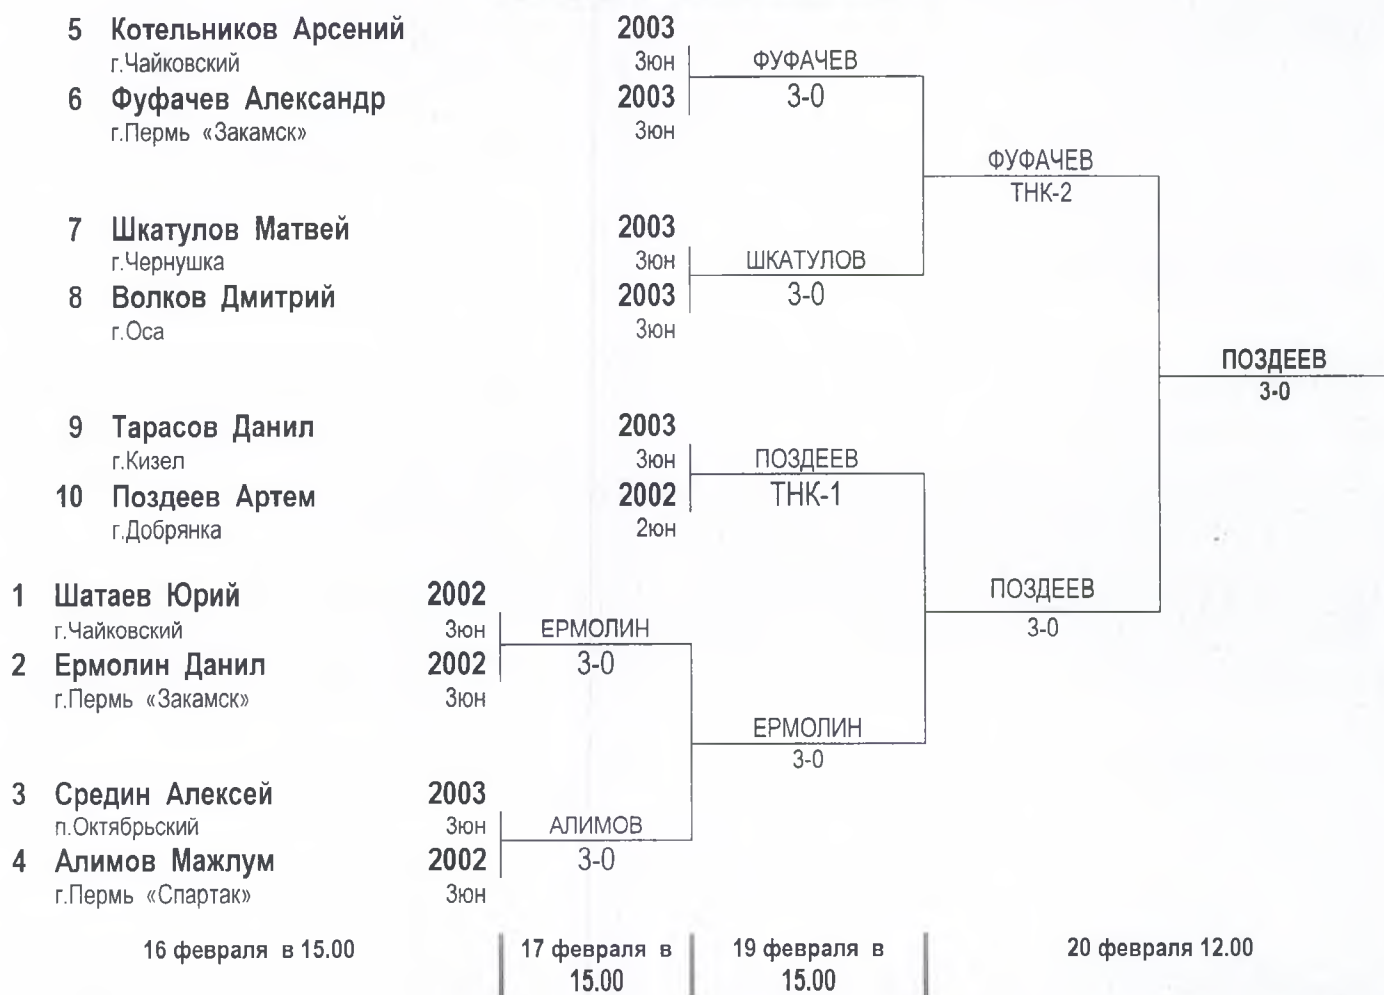 5 Котельников Арсений 2003
г.Чайковский 3юн ФУФАЧЕВ
6 Фуфачев Александр 2003 3-0
г.Пермь «Закамск» 3юн
ФУФАЧЕВ
ТНК-2
7 Шкатулов Матвей 2003
г.Чернушка 3юн ШКАТУЛОВ
8 Волков Дмитрий 2003 3-0
г.Оса 3юн
ПОЗДЕЕВ
3-0
9 Тарасов Данил 2003
г.Кизел 3юн ПОЗДЕЕВ
10 Поздеев Артем 2002 ТНК-1
г.Добрянка 2юн
1 Шатаев Юрий 2002 ПОЗДЕЕВ
г.Чайковский 3юн ЕРМОЛИН 3-0
2 Ермолин Данил 2002 3-0
г.Пермь «Закамск» 3юн
ЕРМОЛИН
3-0
3 Средин Алексей 2003
п.Октябрьский 3юн АЛИМОВ
4 Алимов Мажлум 2002 3-0
г.Пермь «Спартак» 3юн
16 февраля в 15.00 17 февраля в 19 февраля в 20 февраля 12.00
15.00 15.00